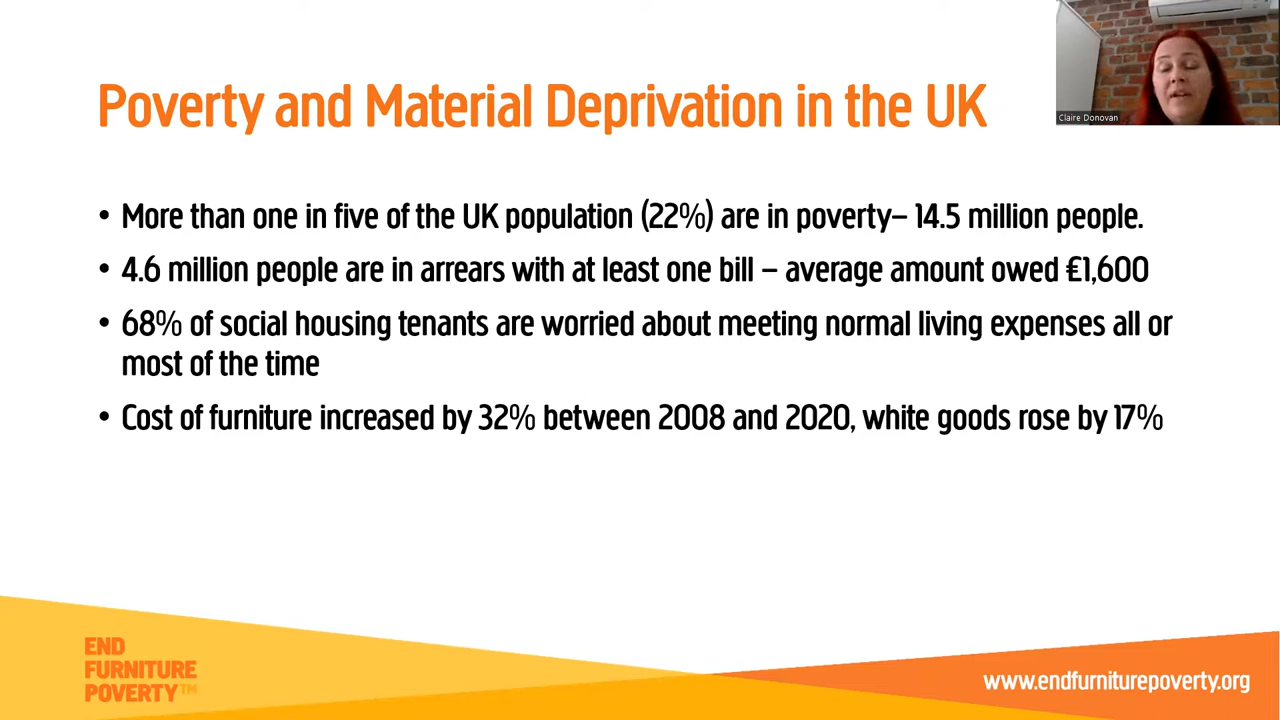 Poverty and Material Deprivation in the UK
Claire Donovan
• More than one in five of the UK population (22%) are in poverty– 14.5 million people.
• 4.6 million people are in arrears with at least one bill – average amount owed £1,600
• 68% of social housing tenants are worried about meeting normal living expenses all or
most of the time
• Cost of furniture increased by 32% between 2008 and 2020, white goods rose by 17%
END
FURNITURE
POVERTY™
www.endfurniturepoverty.org